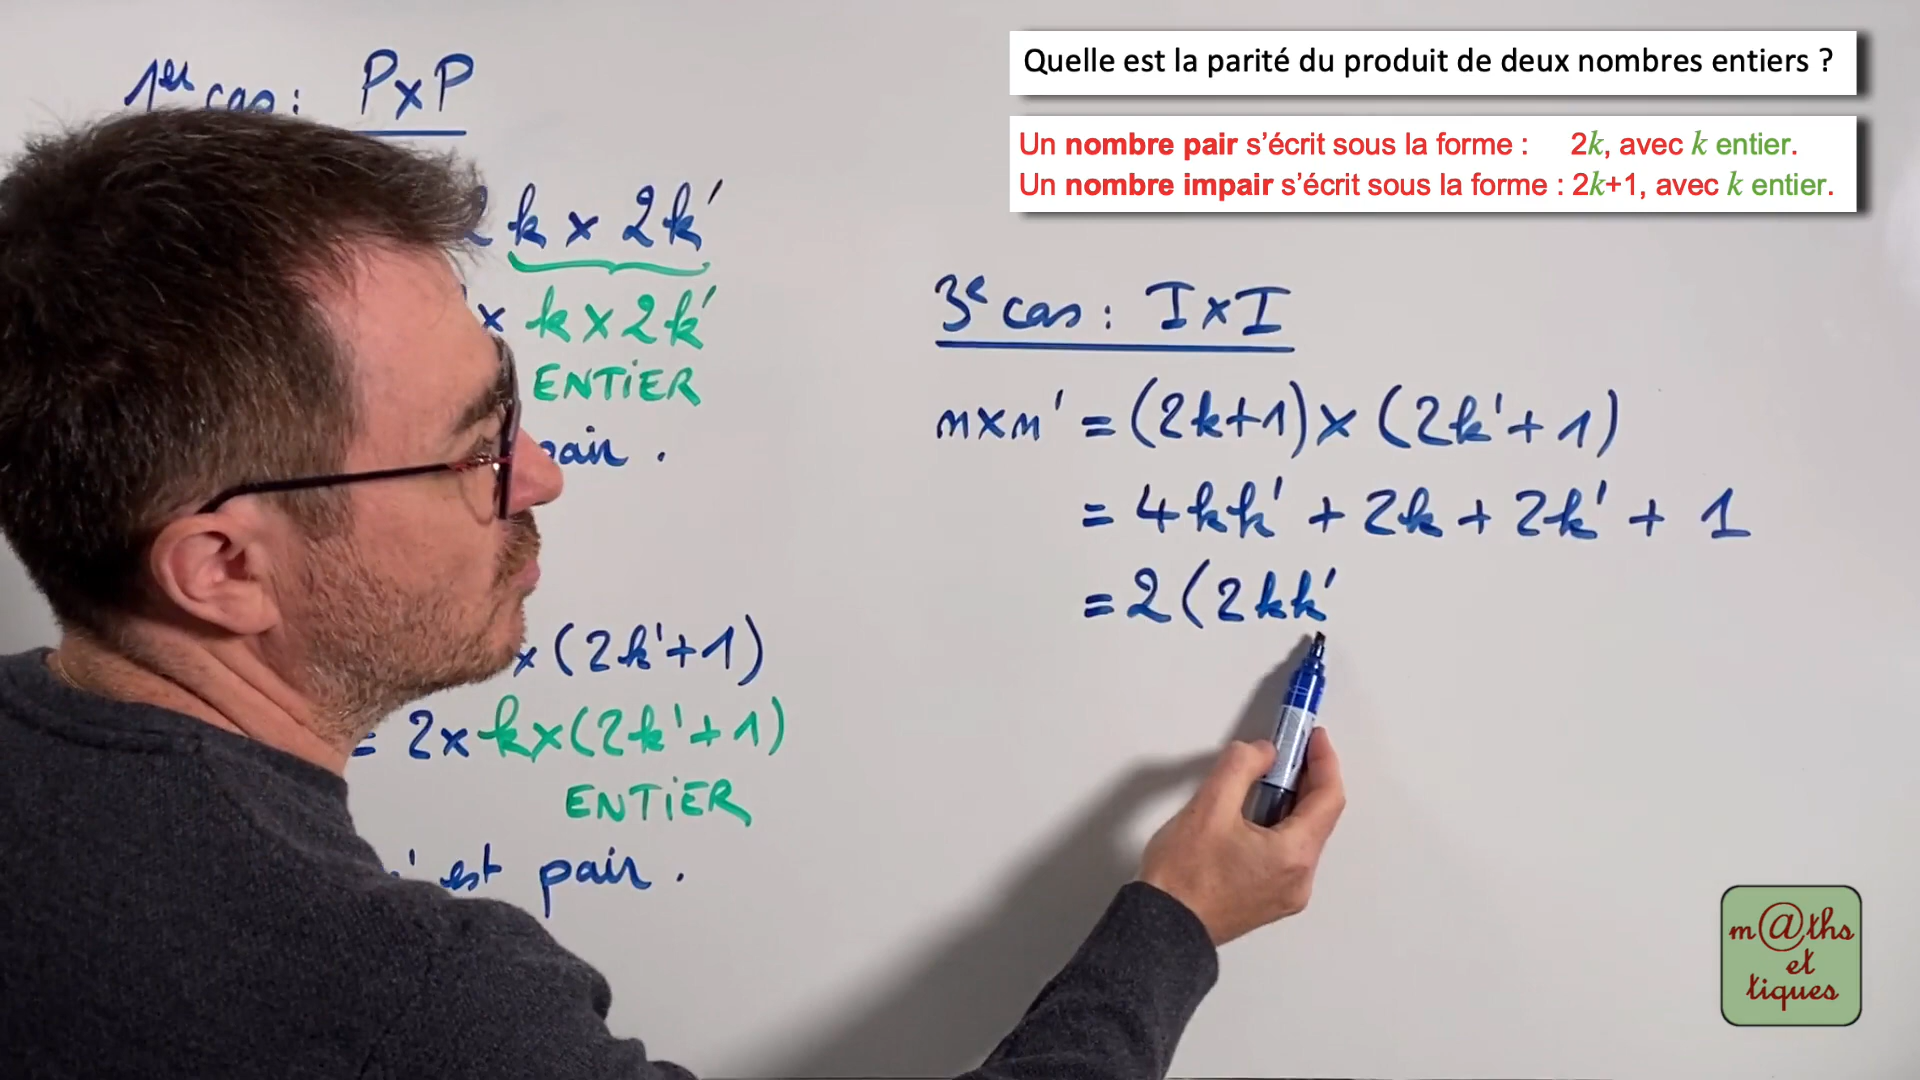 1er cas : P×P
2k × 2k'
× k × 2k'
ENTIER
pair.
× (2k'+1)
= 2× k×(2k'+1)
ENTIER
' est pair.
Quelle est la parité du produit de deux nombres entiers ?
Un nombre pair s’écrit sous la forme : 2k, avec k entier.
Un nombre impair s’écrit sous la forme : 2k+1, avec k entier.
3e cas : I×I
n×n' = (2k+1)× (2k'+1)
= 4kk' + 2k + 2k' + 1
= 2 (2kk'
m@ths
et
tiques